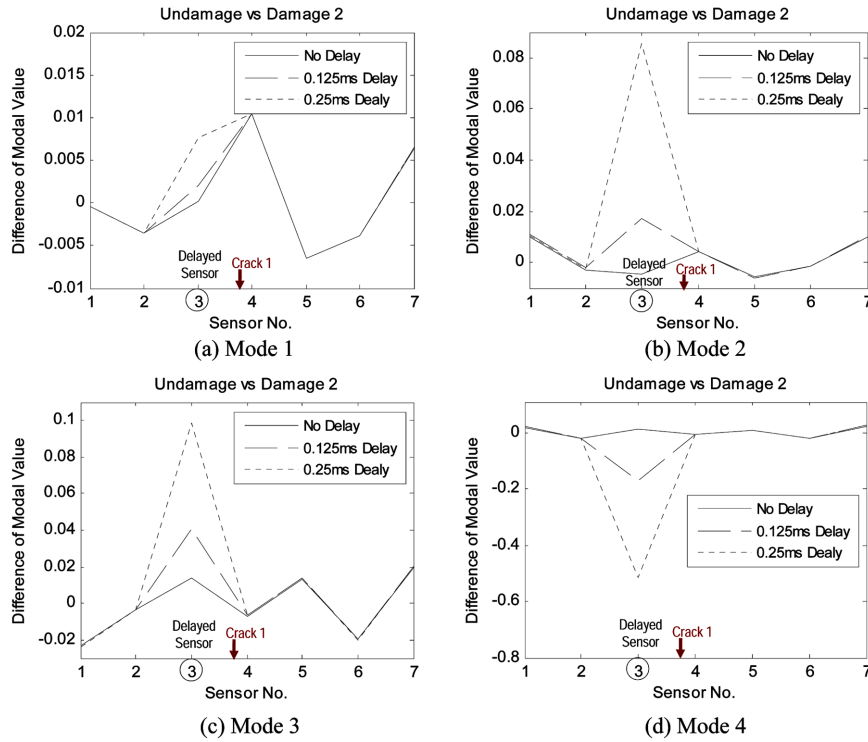 Undamage vs Damage 2
0.02
0.015
0.01
0.005
0
-0.005
-0.01
Difference of Modal Value
No Delay
0.125ms Delay
0.25ms Dealy
Delayed
Sensor
Crack 1
1 2 3 4 5 6 7
Sensor No.
(a) Mode 1
Undamage vs Damage 2
0.08
0.06
0.04
0.02
0
Difference of Modal Value
No Delay
0.125ms Delay
0.25ms Dealy
Delayed
Sensor
Crack 1
1 2 3 4 5 6 7
Sensor No.
(b) Mode 2
Undamage vs Damage 2
0.1
0.08
0.06
0.04
0.02
0
-0.02
Difference of Modal Value
No Delay
0.125ms Delay
0.25ms Dealy
Delayed
Sensor
Crack 1
1 2 3 4 5 6 7
Sensor No.
(c) Mode 3
Undamage vs Damage 2
0
-0.2
-0.4
-0.6
-0.8
Difference of Modal Value
No Delay
0.125ms Delay
0.25ms Dealy
Delayed
Sensor
Crack 1
1 2 3 4 5 6 7
Sensor No.
(d) Mode 4